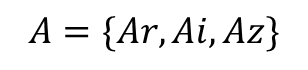 A = {Ar, Ai, Az}